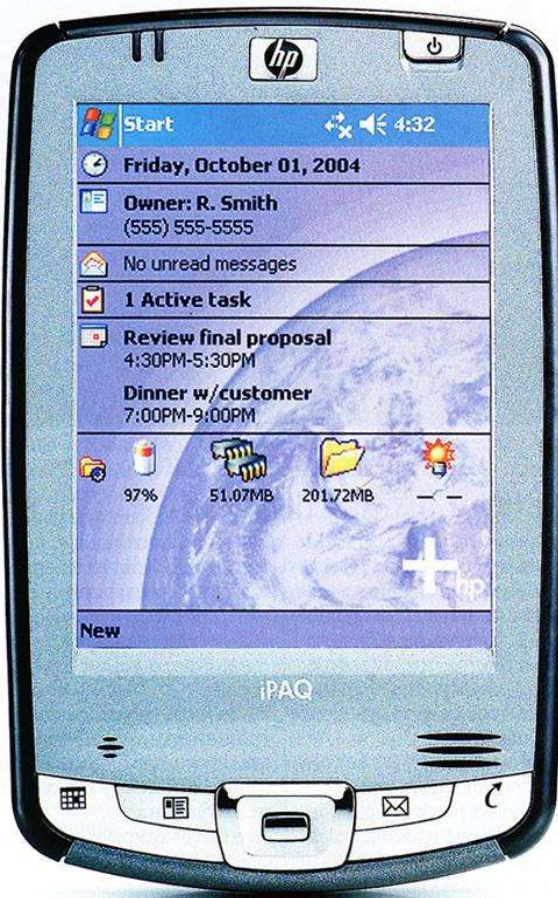 hp
Start 4:32
Friday, October 01, 2004
Owner: R. Smith
(555) 555-5555
No unread messages
1 Active task
Review final proposal
4:30PM-5:30PM
Dinner w/customer
7:00PM-9:00PM
97% 51.07MB 201.72MB
hp
New
iPAQ